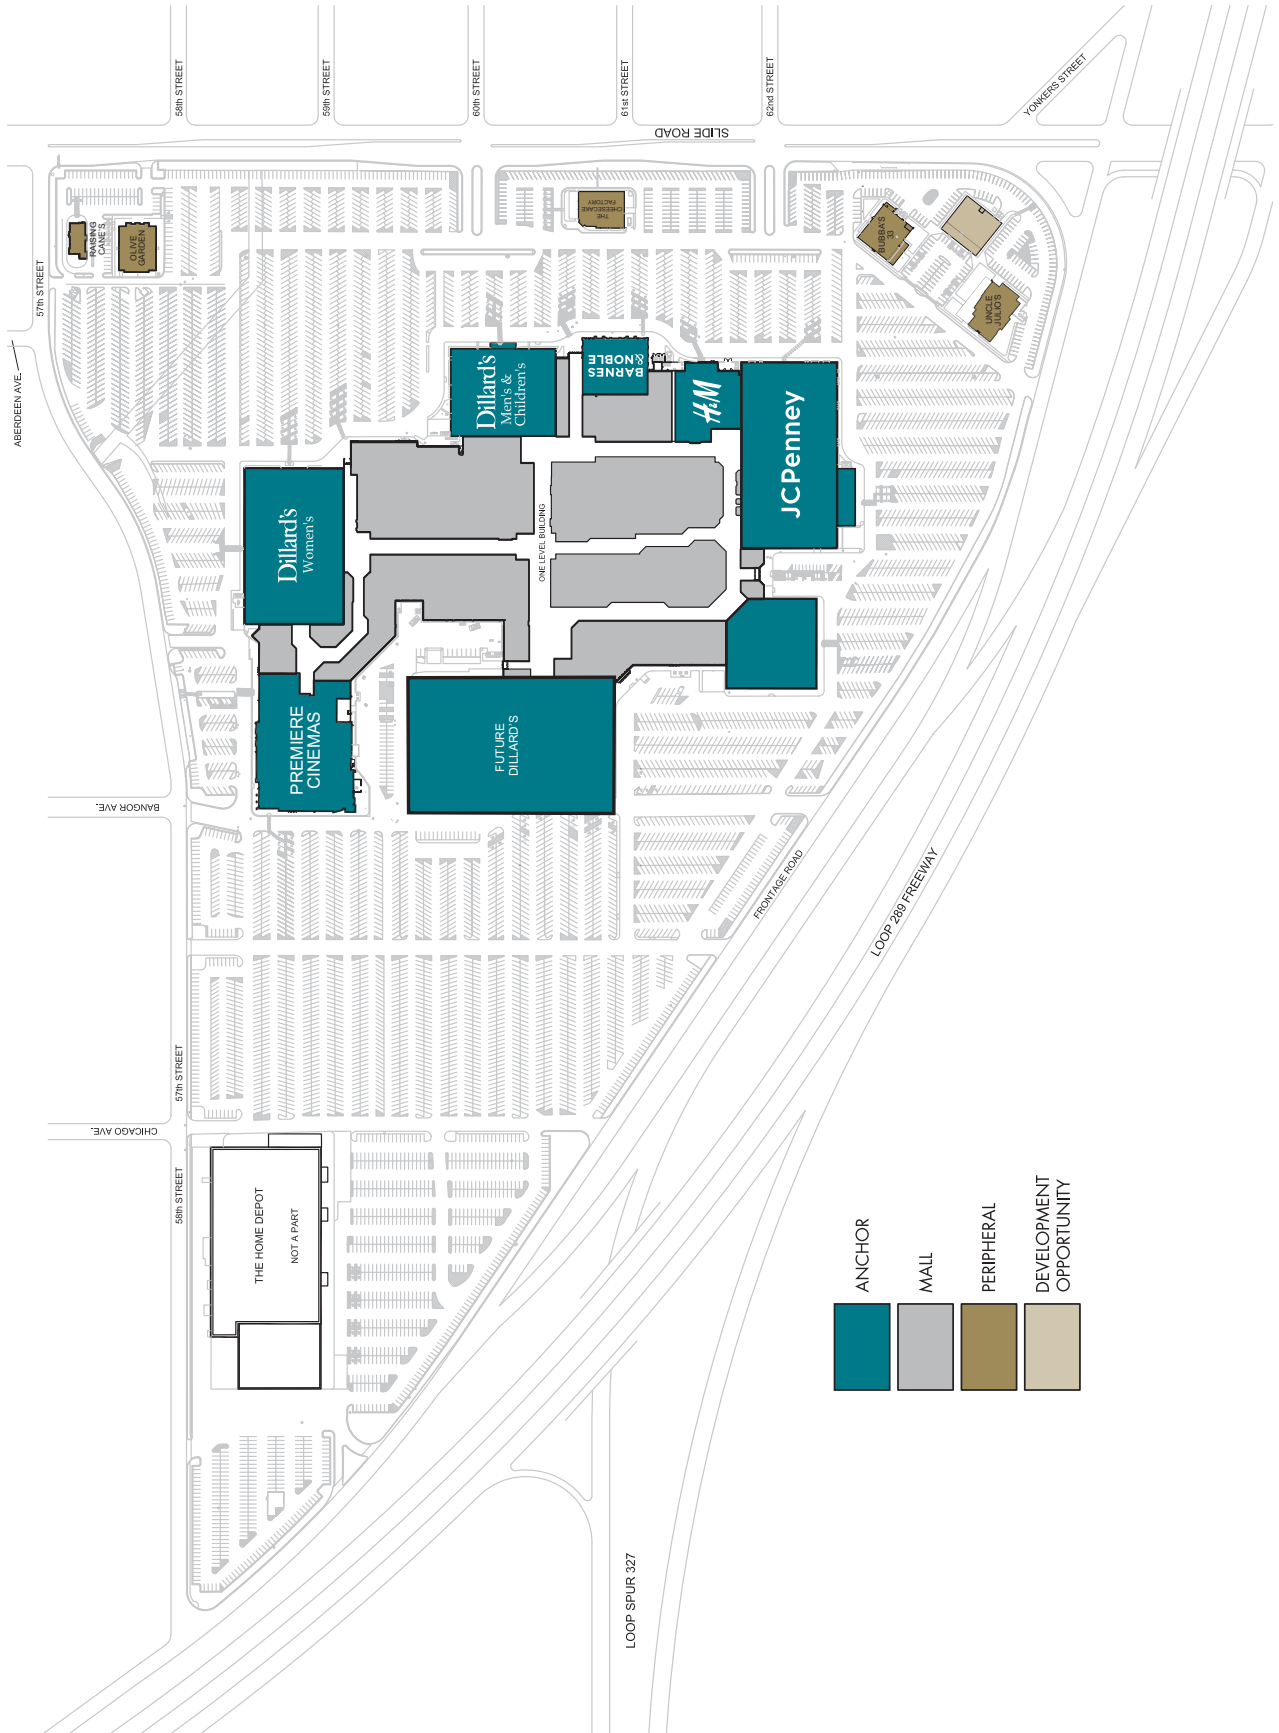 58th STREET
59th STREET
60th STREET
61st STREET
62nd STREET
YONKERS STREET
SLIDE ROAD
57th STREET
ABERDEEN AVE.
RAISING
CANE'S
OLIVE
GARDEN
THE
CHEESECAKE
FACTORY
BUBBA'S
33
UNCLE
JULIO'S
Dillard's
Men's &
Children's
BARNES
&NOBLE
H&M
JCPenney
Dillard's
Women's
ONE LEVEL BUILDING
PREMIERE
CINEMAS
FUTURE
DILLARD'S
BANGOR AVE.
FRONTAGE ROAD
LOOP 289 FREEWAY
57th STREET
CHICAGO AVE.
58th STREET
THE HOME DEPOT
NOT A PART
LOOP SPUR 327
ANCHOR
MALL
PERIPHERAL
DEVELOPMENT
OPPORTUNITY